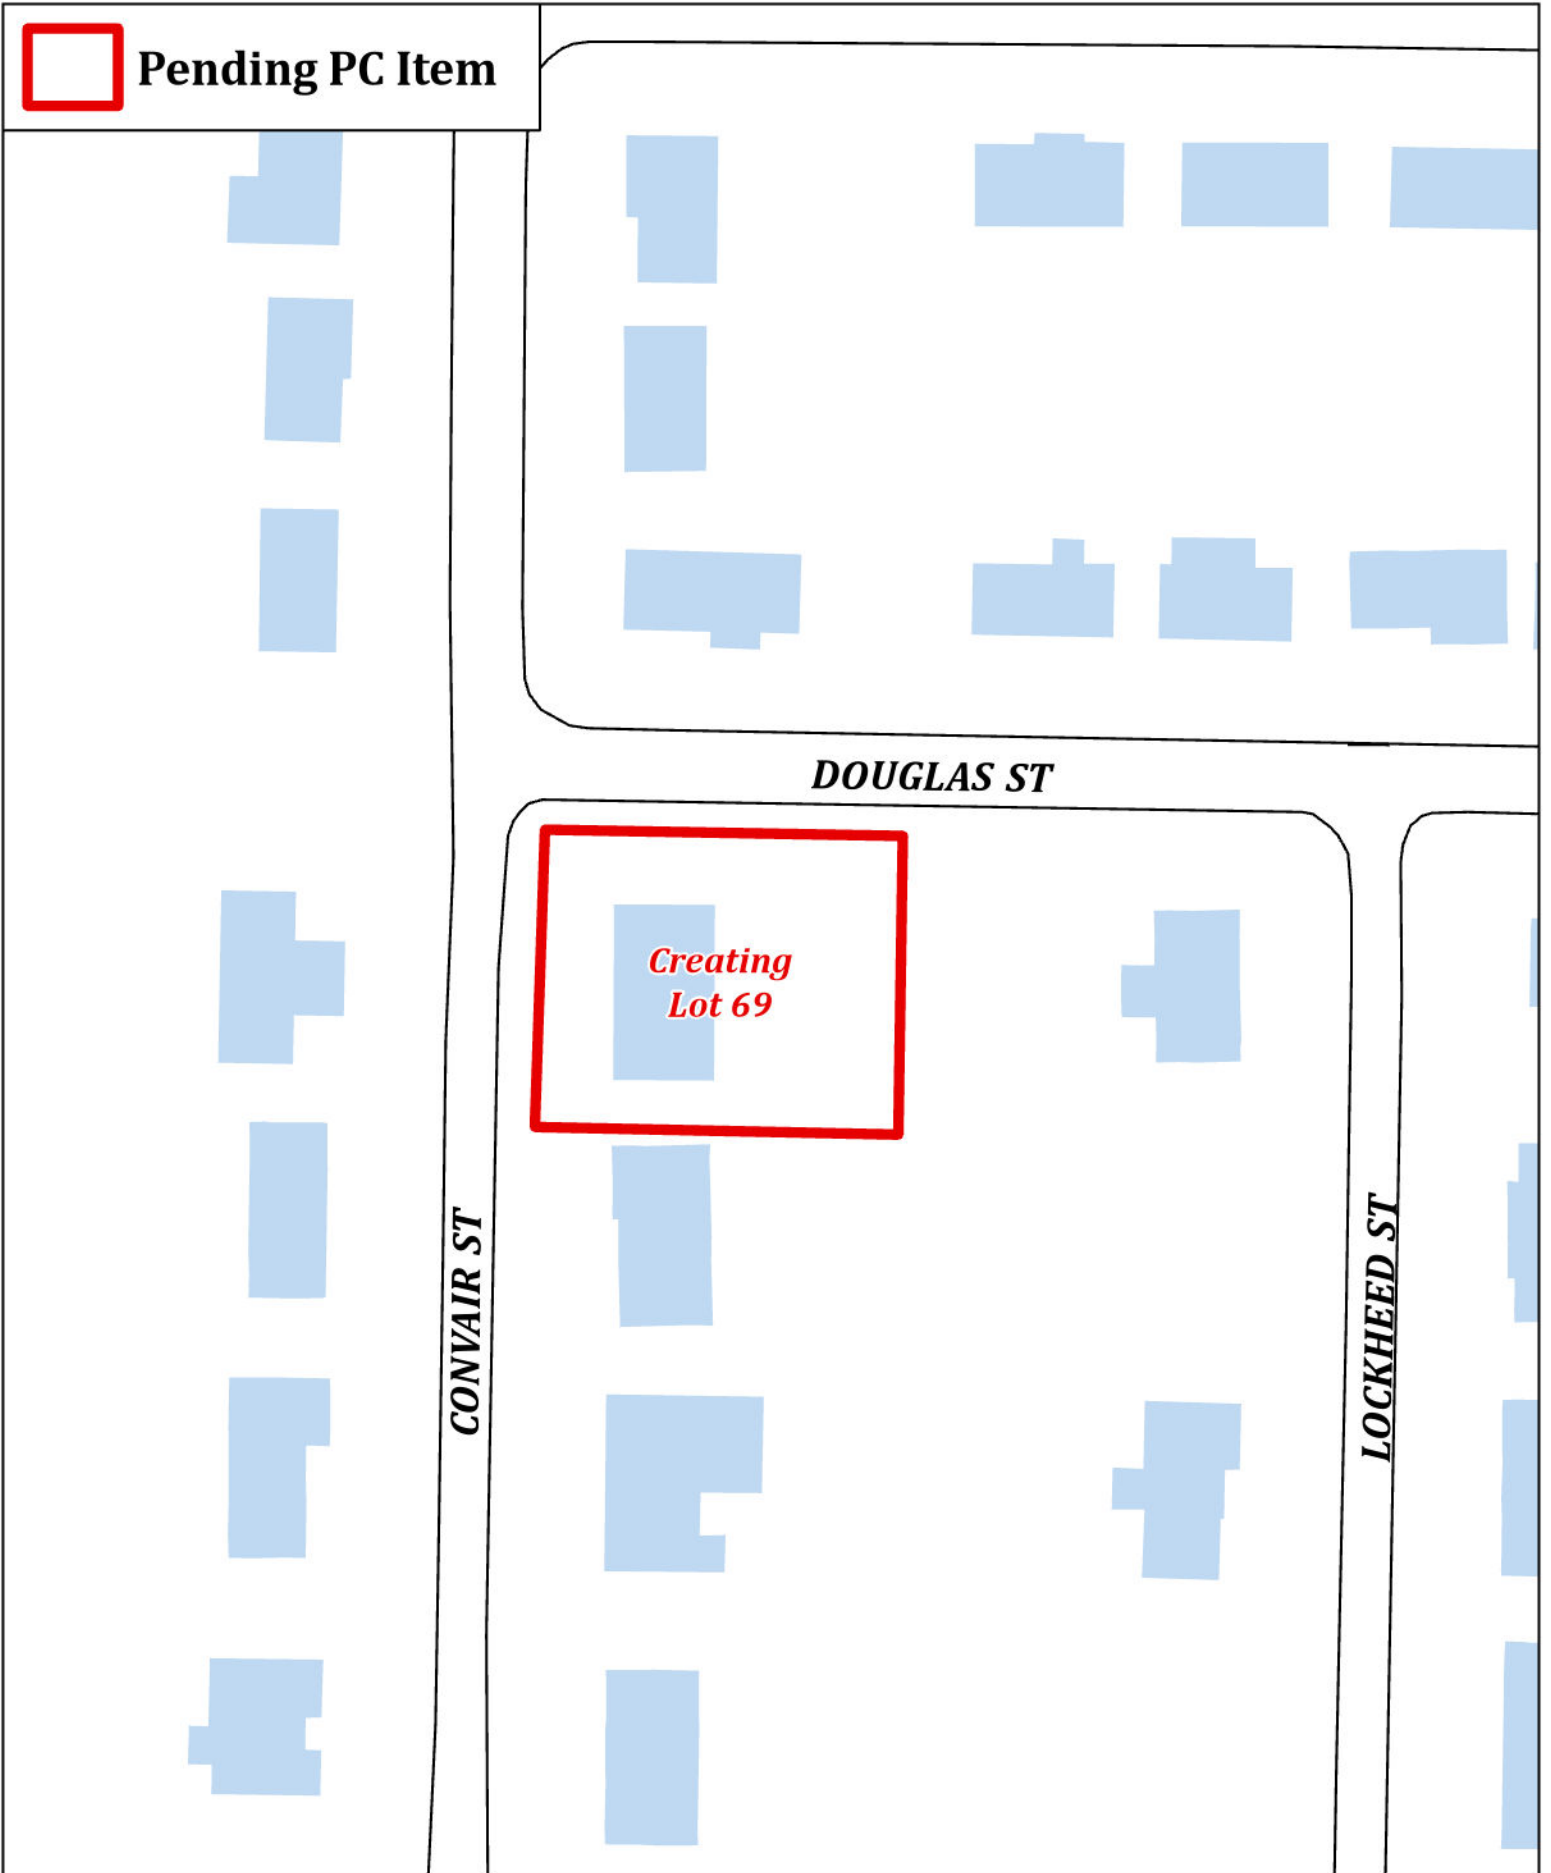 Pending PC Item
DOUGLAS ST
Creating
Lot 69
CONVAIR ST
LOCKHEED ST